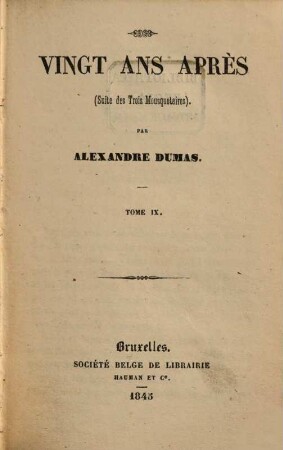 VINGT ANS APRÈS
(Suite des Trois Mousquetaires).
PAR
ALEXANDRE DUMAS.
TOME IX.
Bruxelles.
SOCIÉTÉ BELGE DE LIBRAIRIE
HAUMAN ET Cᵉ.
1845